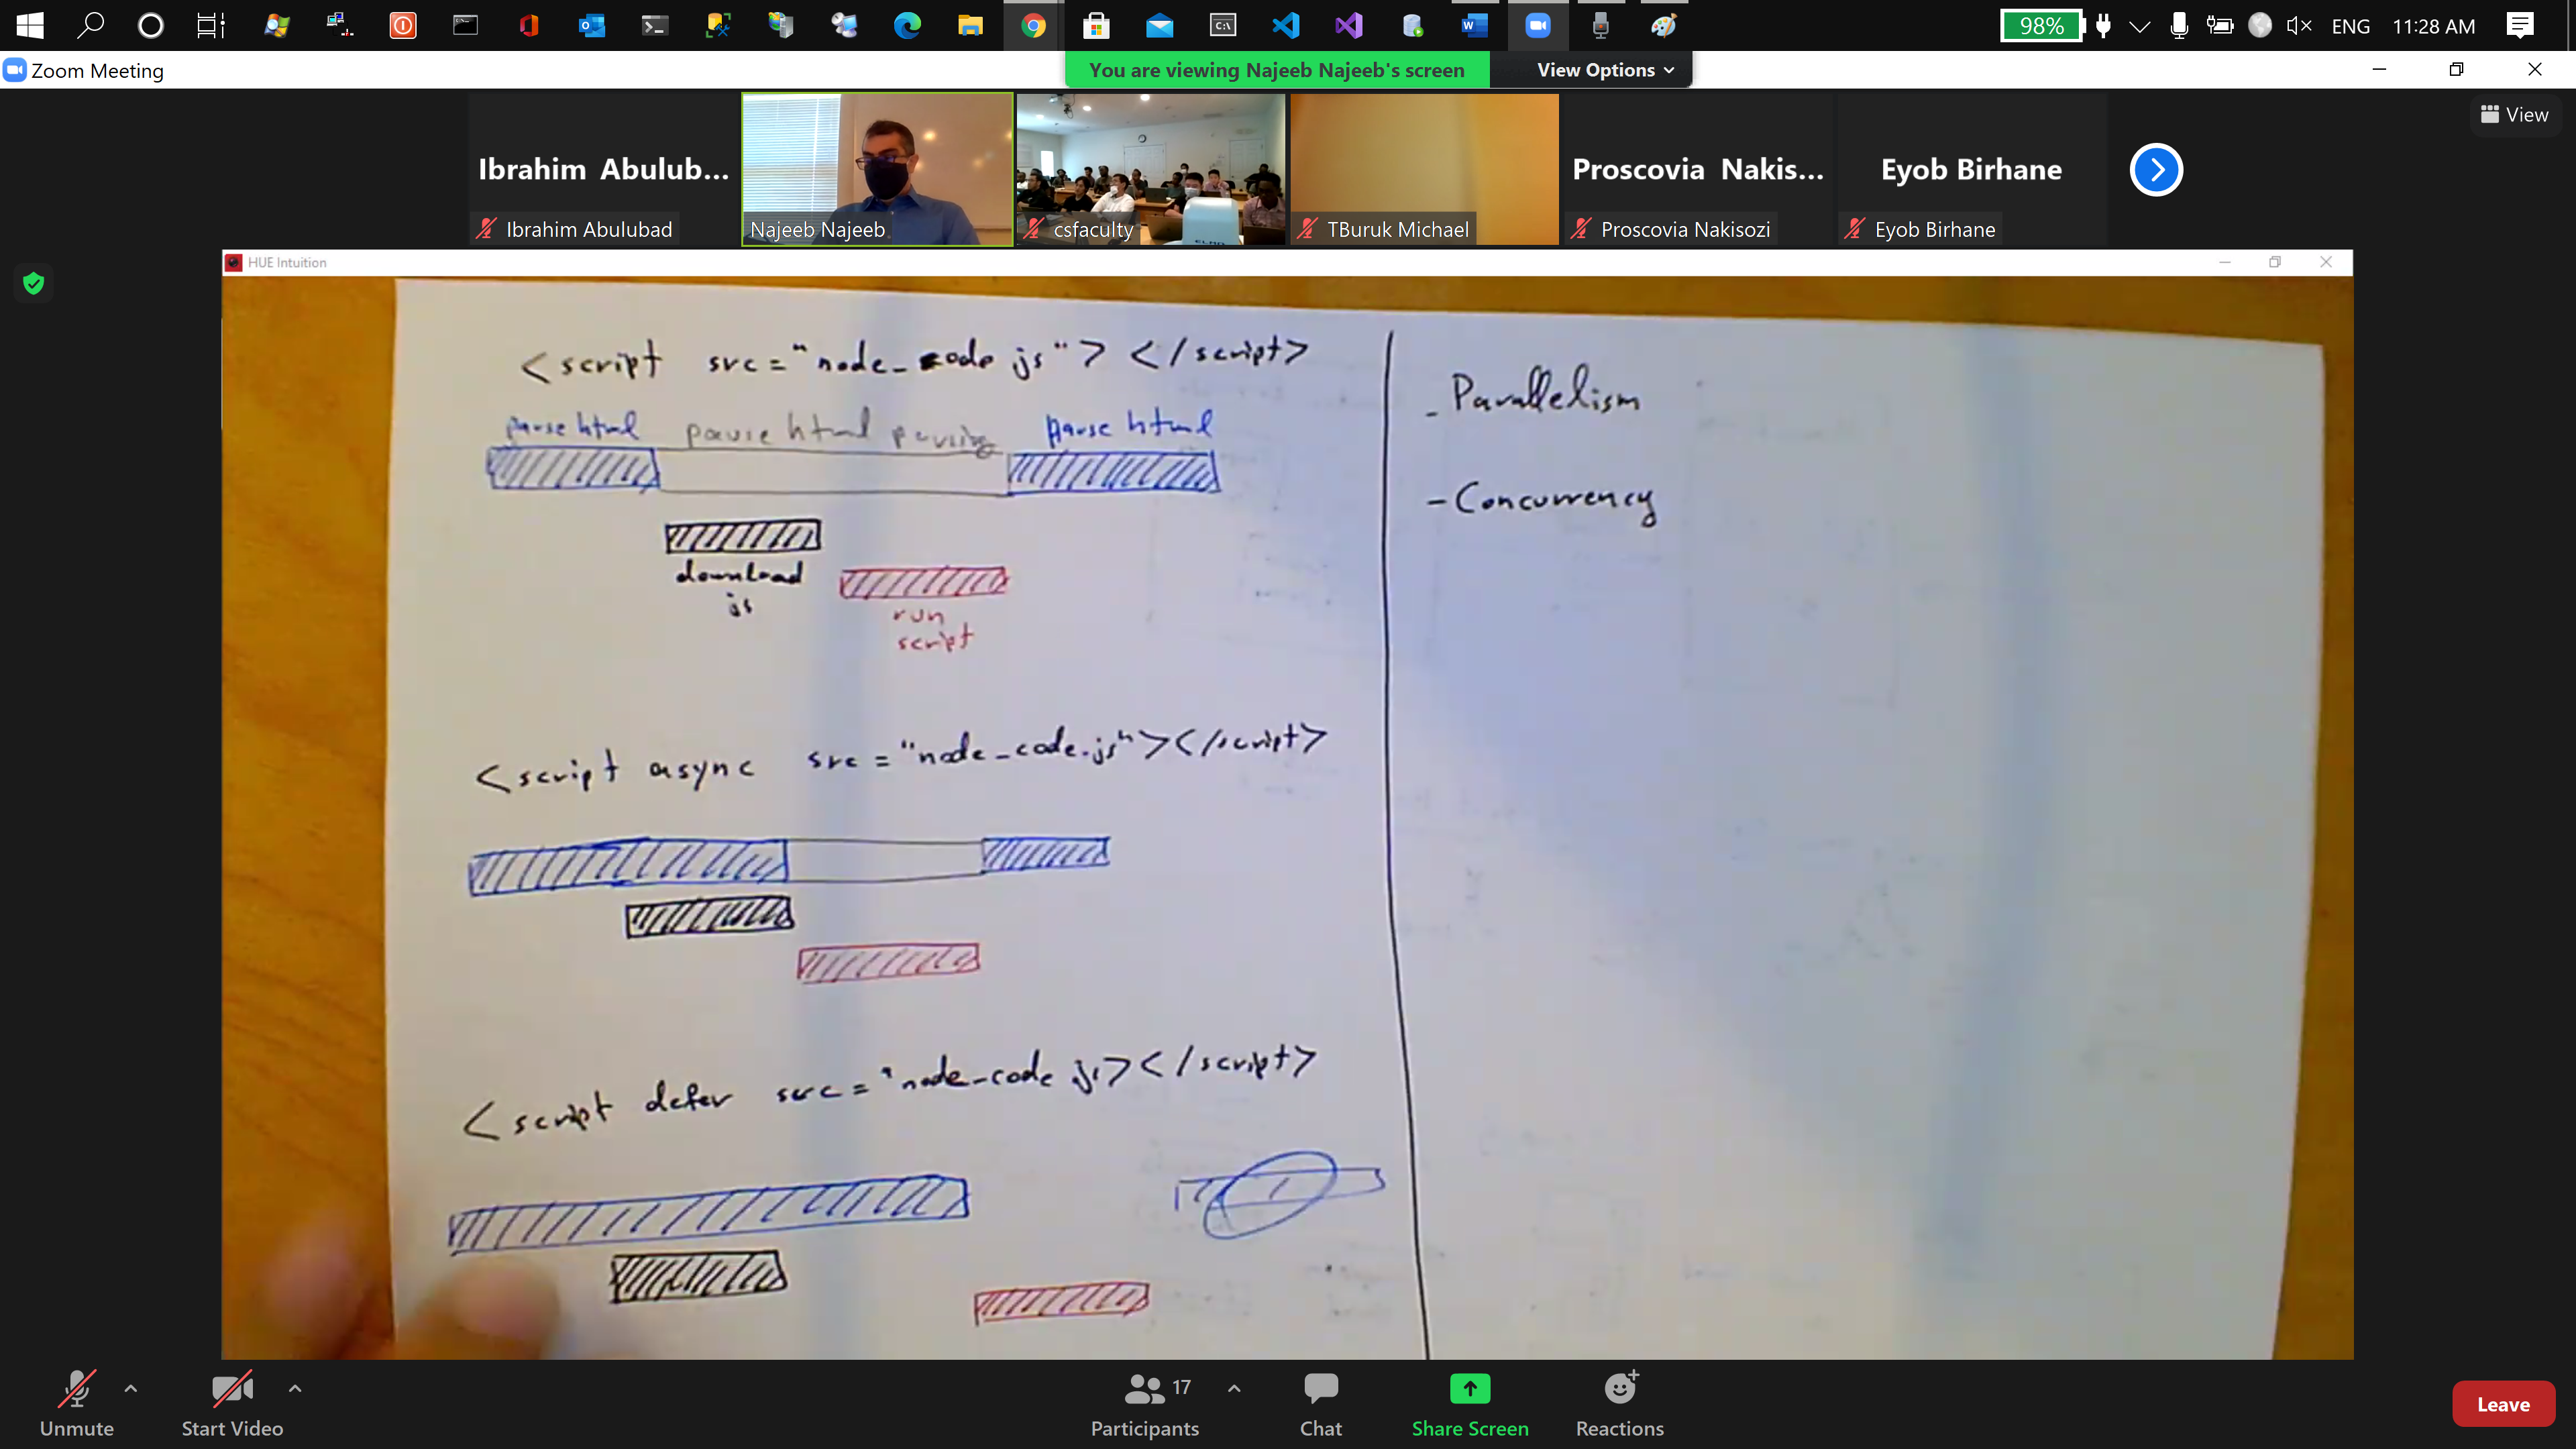 98%
ENG
11:28 AM
Zoom Meeting
You are viewing Najeeb Najeeb's screen
View Options
View
Ibrahim Abulub...
Proscovia Nakis...
Eyob Birhane
Ibrahim Abulubad
Najeeb Najeeb
csfaculty
TBuruk Michael
Proscovia Nakisozi
Eyob Birhane
HUE Intuition
<script src="node_code js"> </script>
parse html pause html parsing parse html
download
js
run
script
<script async src="node_code.js"></script>
<script defer src="node_code js></script>
- Parallelism
- Concurrency
Unmute
Start Video
17
Participants
Chat
Share Screen
Reactions
Leave